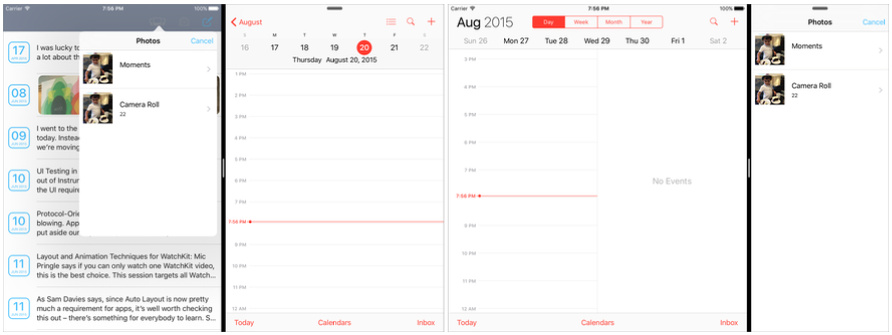 Carrier
7:56 PM
100%
Photos
Cancel
Moments
Camera Roll
22
17
I was lucky to
a lot about th
08
09
I went to the
today. Instea
we're moving
10
UI Testing in
out of Instrum
the UI require
10
Protocol-Orie
blowing. App
put aside our
11
Layout and Animation Techniques for WatchKit: Mic
Pringle says if you can only watch one WatchKit video,
this is the best choice. This session targets all Watch...
11
As Sam Davies says, since Auto Layout is now pretty
much a requirement for apps, it's well worth checking
this out – there's something for everybody to learn. S...
August
S M T W T F S
16 17 18 19 20 21 22
Thursday August 20, 2015
1 PM
2 PM
3 PM
4 PM
5 PM
6 PM
7 PM
7:56 PM
9 PM
10 PM
11 PM
12 AM
Today Calendars Inbox
Carrier
7:56 PM
100%
Aug 2015
Day Week Month Year
Sun 26 Mon 27 Tue 28 Wed 29 Thu 30 Fri 1 Sat 2
3 PM
4 PM
5 PM
6 PM
7 PM
7:56 PM
9 PM
10 PM
11 PM
12 AM
No Events
Today Calendars Inbox
Photos
Cancel
Moments
Camera Roll
22